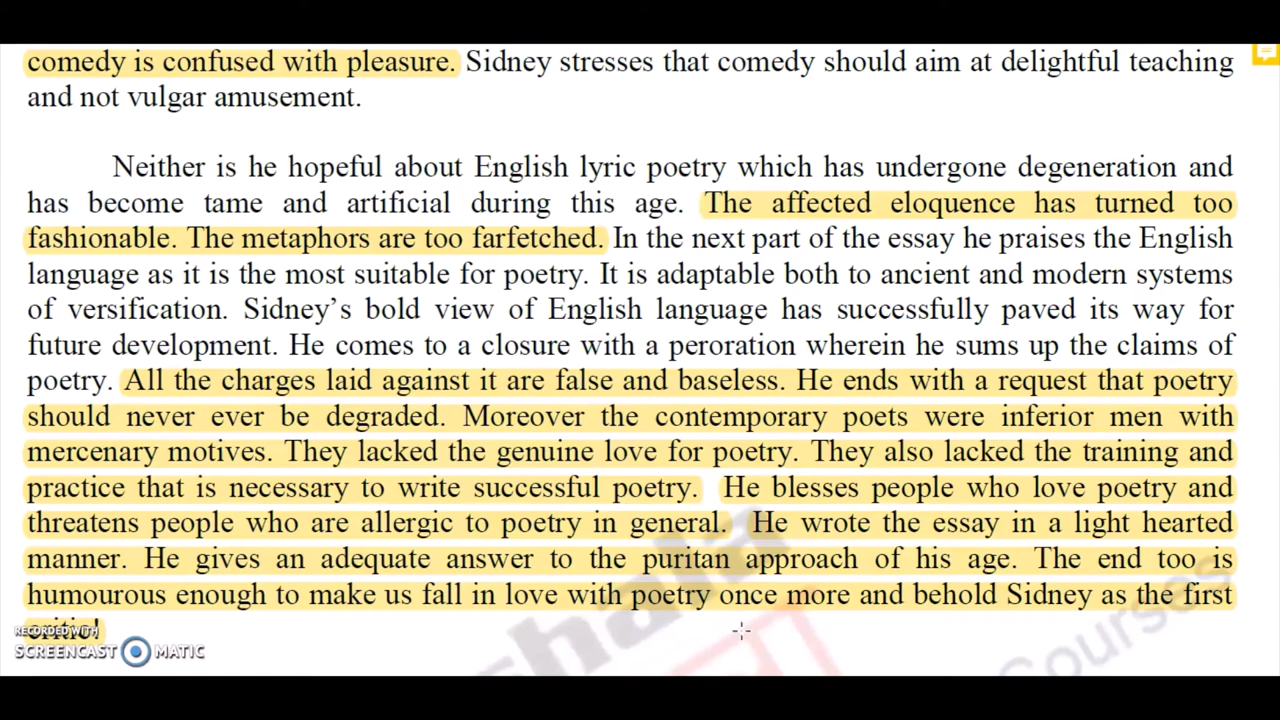 comedy is confused with pleasure. Sidney stresses that comedy should aim at delightful teaching
and not vulgar amusement.
Neither is he hopeful about English lyric poetry which has undergone degeneration and
has become tame and artificial during this age. The affected eloquence has turned too
fashionable. The metaphors are too farfetched. In the next part of the essay he praises the English
language as it is the most suitable for poetry. It is adaptable both to ancient and modern systems
of versification. Sidney's bold view of English language has successfully paved its way for
future development. He comes to a closure with a peroration wherein he sums up the claims of
poetry. All the charges laid against it are false and baseless. He ends with a request that poetry
should never ever be degraded. Moreover the contemporary poets were inferior men with
mercenary motives. They lacked the genuine love for poetry. They also lacked the training and
practice that is necessary to write successful poetry. He blesses people who love poetry and
threatens people who are allergic to poetry in general. He wrote the essay in a light hearted
manner. He gives an adequate answer to the puritan approach of his age. The end too is
humourous enough to make us fall in love with poetry once more and behold Sidney as the first
critic!
RECORDED WITH
SCREENCAST MATIC
Courses